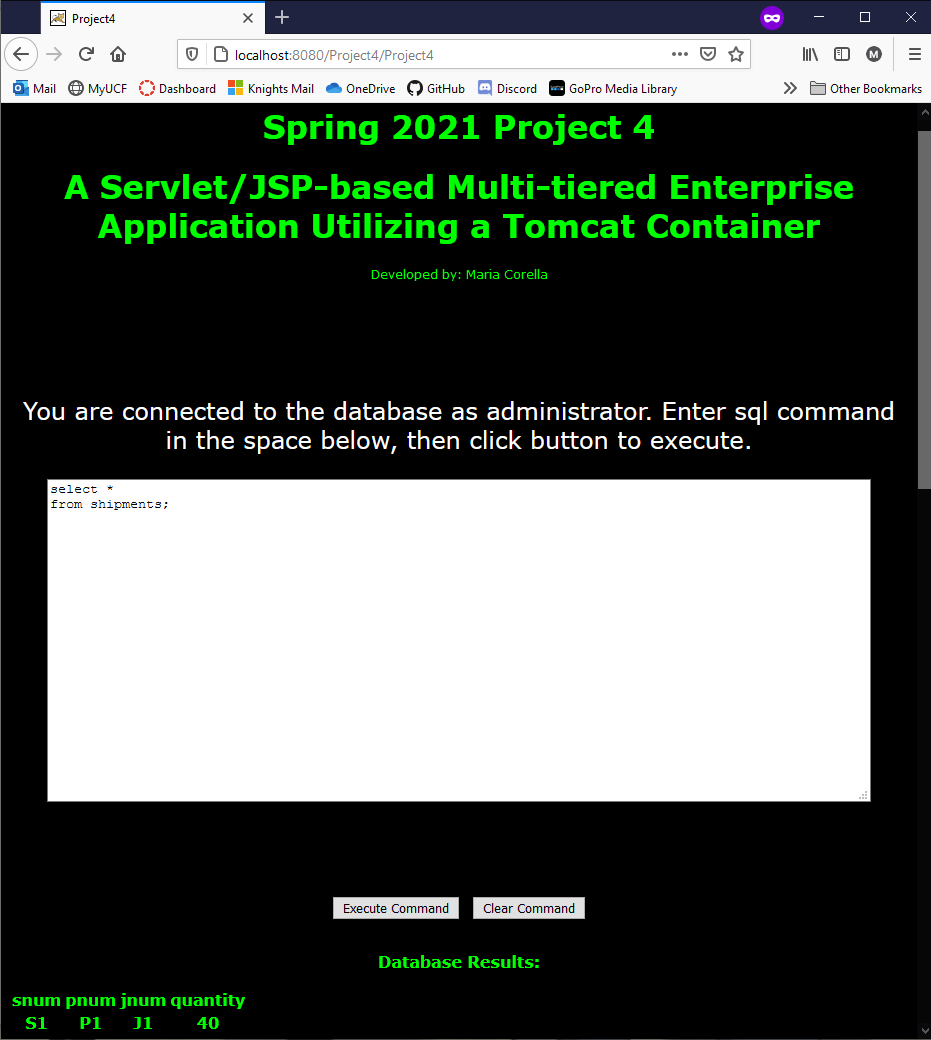 Project4
localhost:8080/Project4/Project4
M
Mail MyUCF Dashboard Knights Mail OneDrive GitHub Discord GoPro Media Library Other Bookmarks
Spring 2021 Project 4
A Servlet/JSP-based Multi-tiered Enterprise
Application Utilizing a Tomcat Container
Developed by: Maria Corella
You are connected to the database as administrator. Enter sql command
in the space below, then click button to execute.
select *
from shipments;
Execute Command Clear Command
Database Results:
snum pnum jnum quantity
S1 P1 J1 40